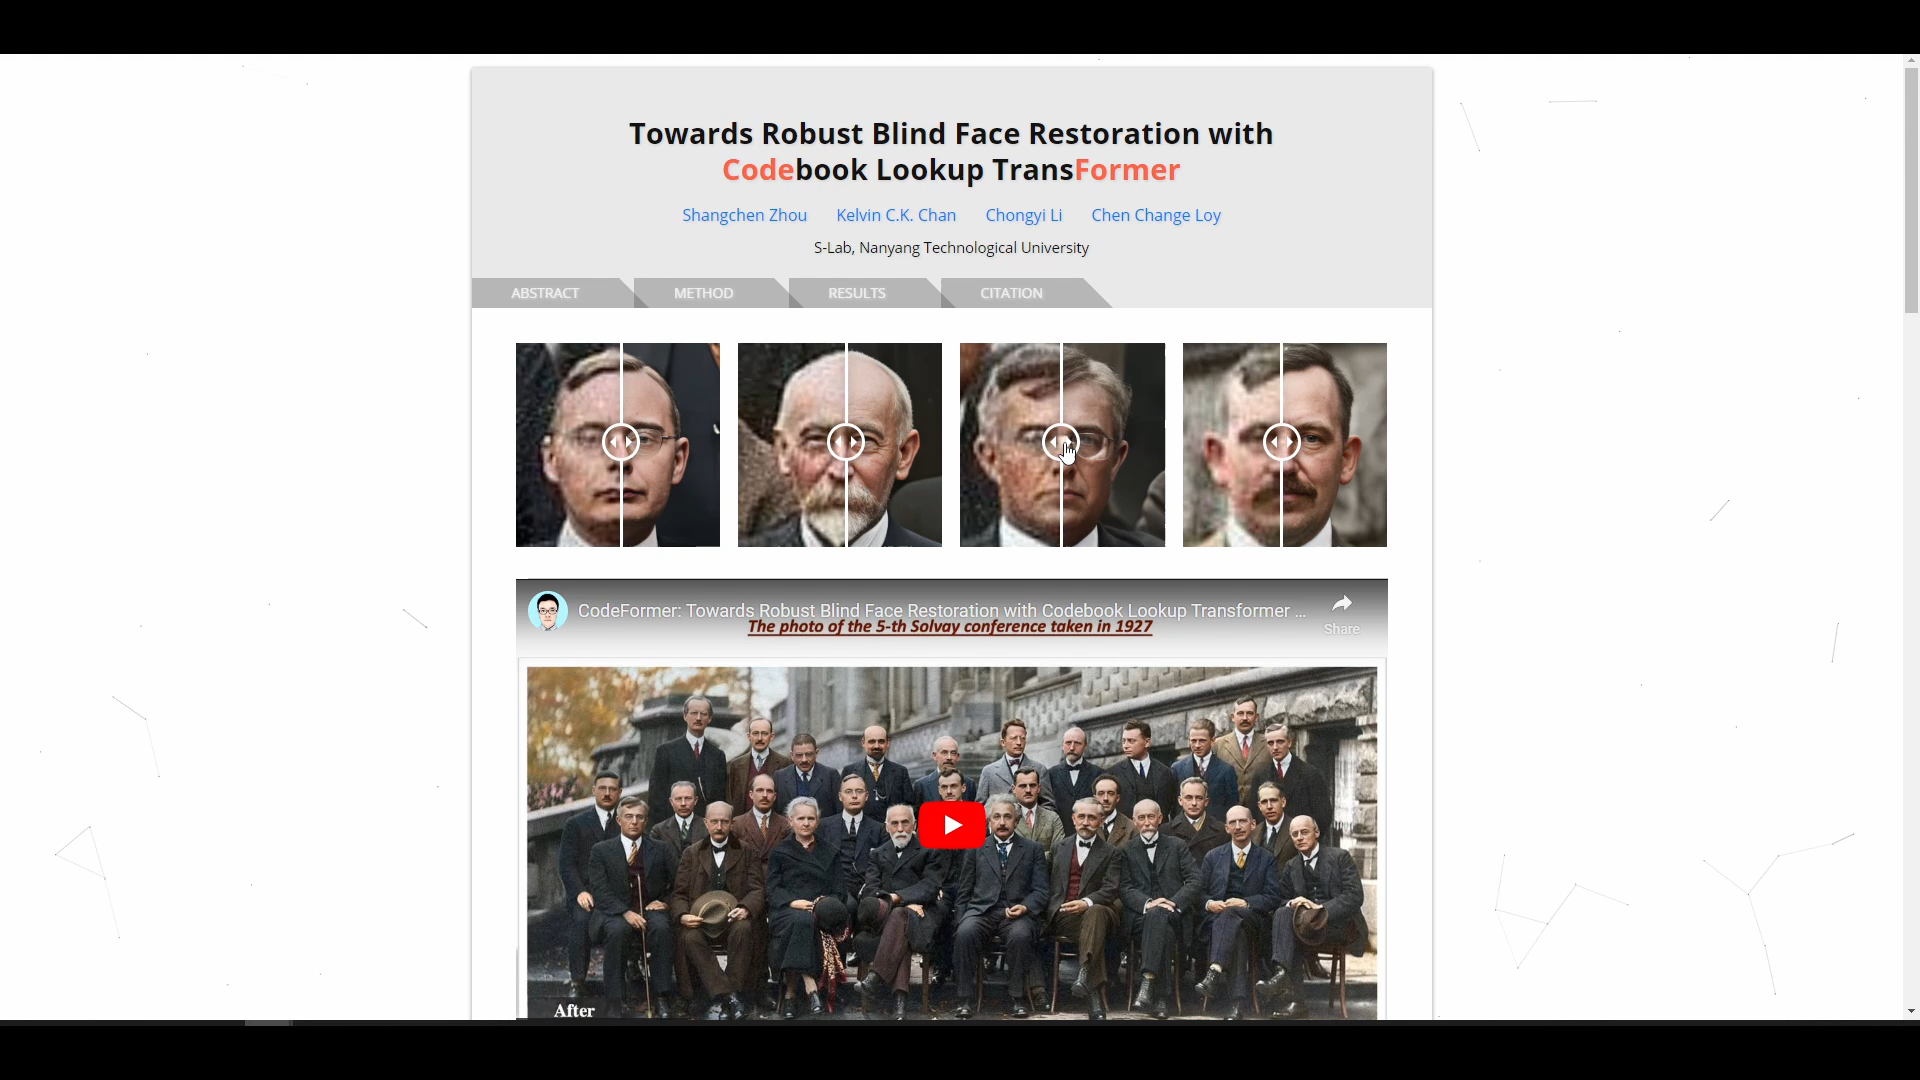 Towards Robust Blind Face Restoration with
Codebook Lookup TransFormer
Shangchen Zhou Kelvin C.K. Chan Chongyi Li Chen Change Loy
S-Lab, Nanyang Technological University
ABSTRACT METHOD RESULTS CITATION
CodeFormer: Towards Robust Blind Face Restoration with Codebook Lookup Transformer ...
The photo of the 5-th Solvay conference taken in 1927
Share
After